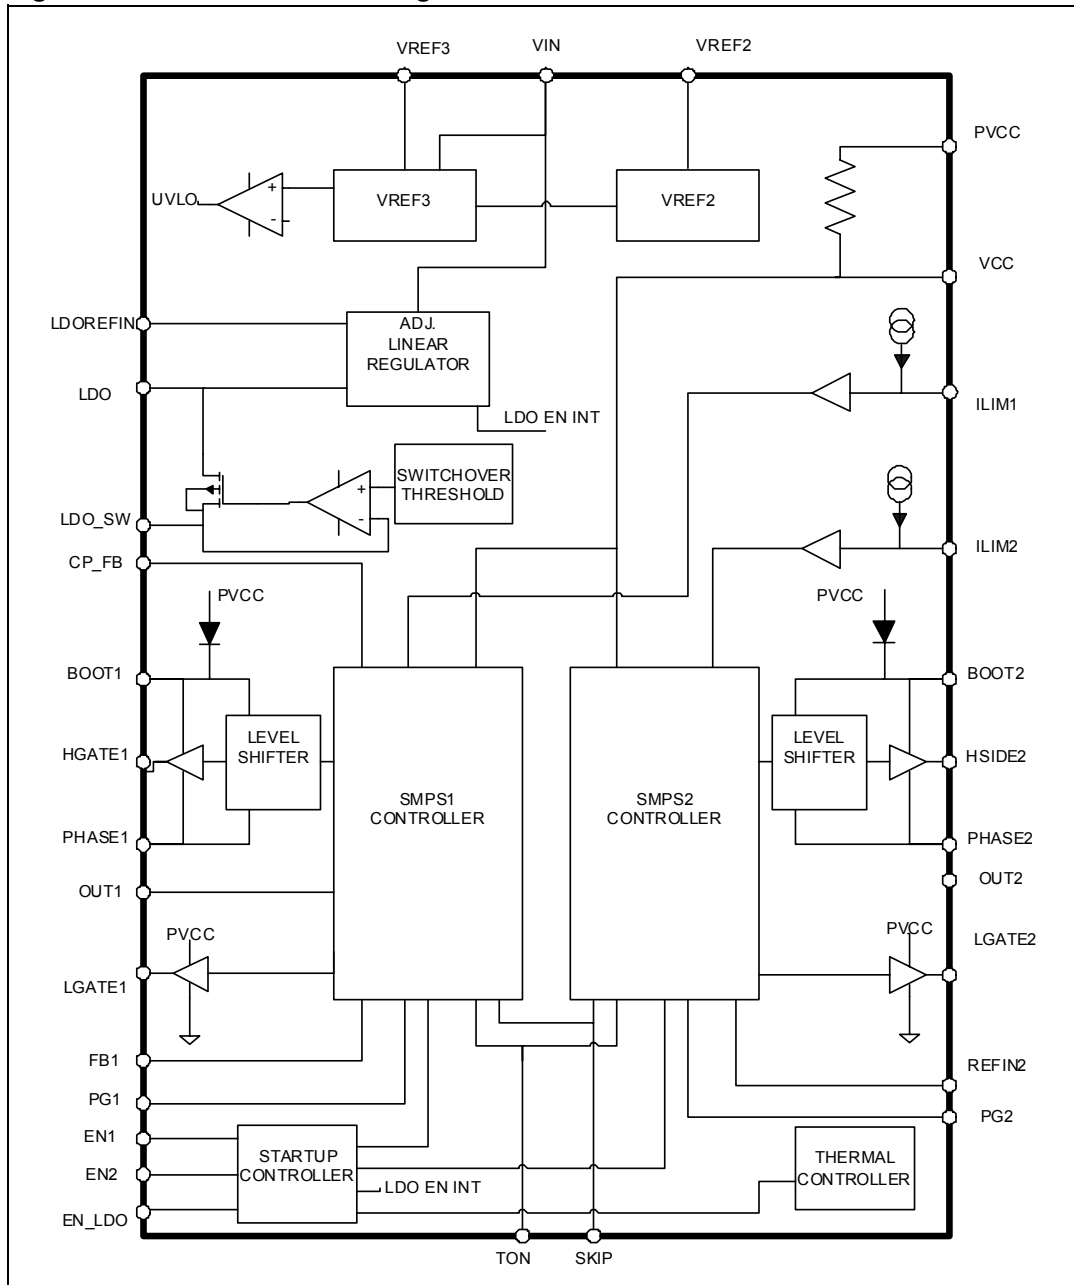 VREF3
VIN
VREF2
PVCC
UVLO
+
-
VREF3
VREF2
VCC
LDOREFIN
ADJ.
LINEAR
REGULATOR
LDO
LDO EN INT
ILIM1
SWITCHOVER
THRESHOLD
+
-
LDO_SW
CP_FB
ILIM2
PVCC
PVCC
BOOT1
BOOT2
LEVEL
SHIFTER
LEVEL
SHIFTER
HGATE1
HSIDE2
SMPS1
CONTROLLER
SMPS2
CONTROLLER
PHASE1
PHASE2
OUT1
OUT2
PVCC
PVCC
LGATE2
LGATE1
FB1
REFIN2
PG1
PG2
EN1
STARTUP
CONTROLLER
THERMAL
CONTROLLER
EN2
LDO EN INT
EN_LDO
TON
SKIP